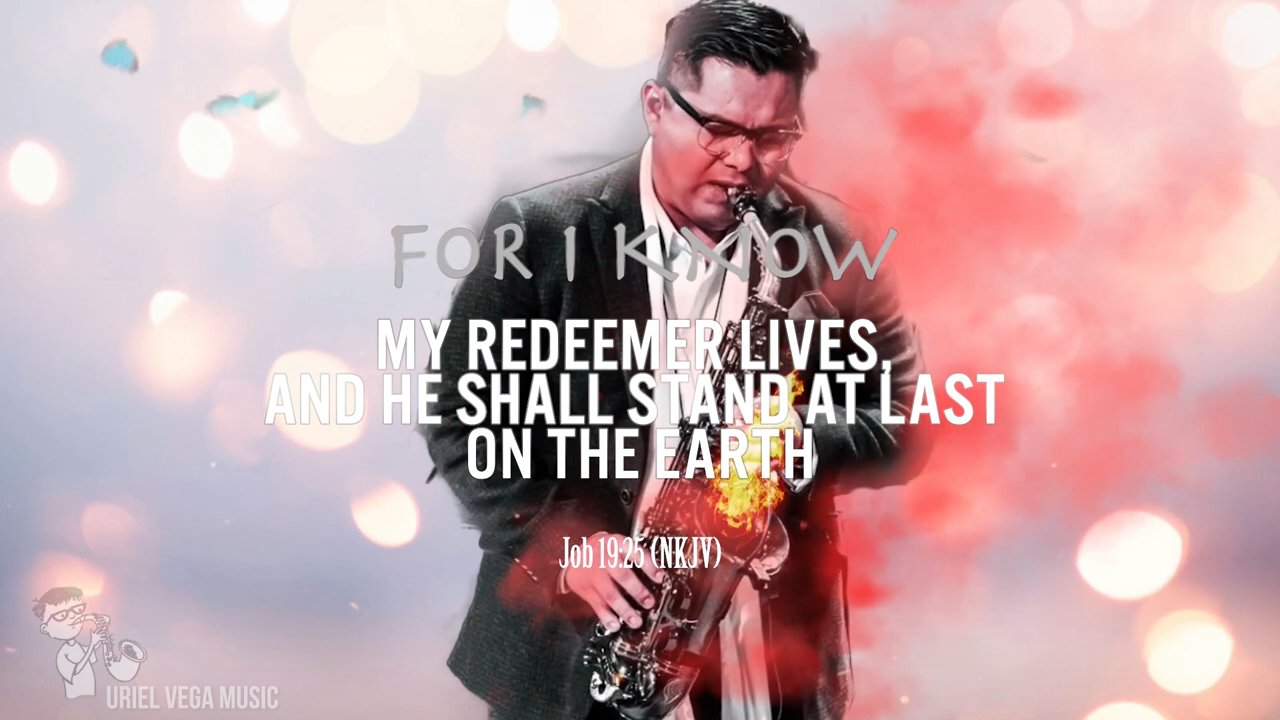 FOR I KNOW
MY REDEEMER LIVES,
AND HE SHALL STAND AT LAST
ON THE EARTH
Job 19:25 (NKJV)
URIEL VEGA MUSIC